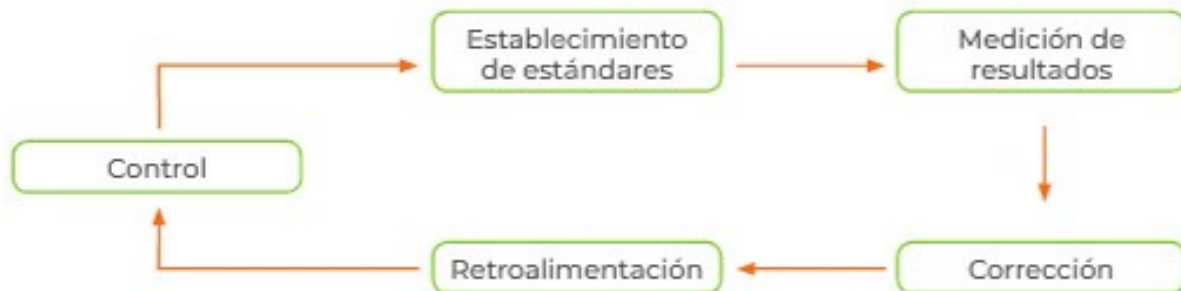 Establecimiento
de estándares
Medición de
resultados
Control
Retroalimentación
Corrección